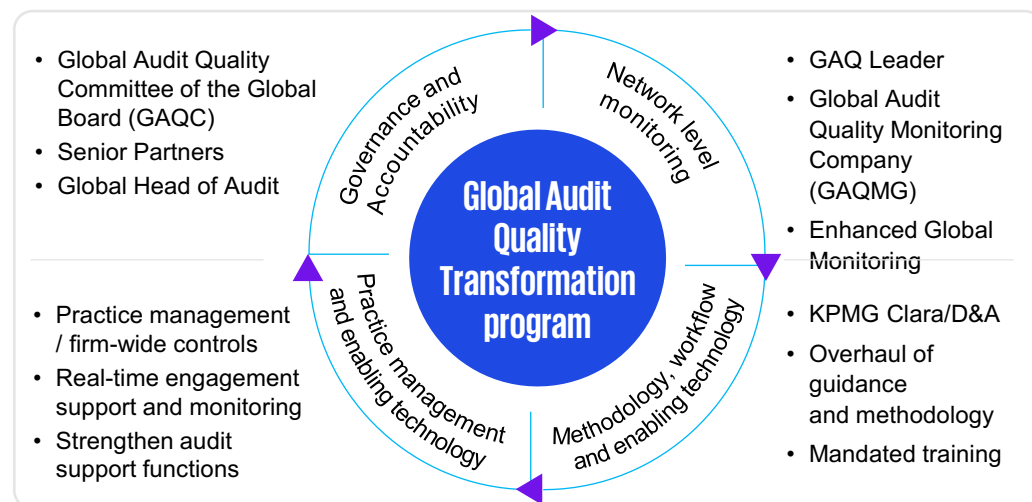 • Global Audit Quality
Committee of the Global
Board (GAQC)
• Senior Partners
• Global Head of Audit
Governance and
Accountability
Network level
monitoring
• GAQ Leader
• Global Audit
Quality Monitoring
Company
(GAQMG)
• Enhanced Global
Monitoring
Global Audit
Quality
Transformation
program
• Practice management
/ firm-wide controls
• Real-time engagement
support and monitoring
• Strengthen audit
support functions
Practice management
and enabling technology
Methodology, workflow
and enabling technology
• KPMG Clara/D&A
• Overhaul of
guidance
and methodology
• Mandated training